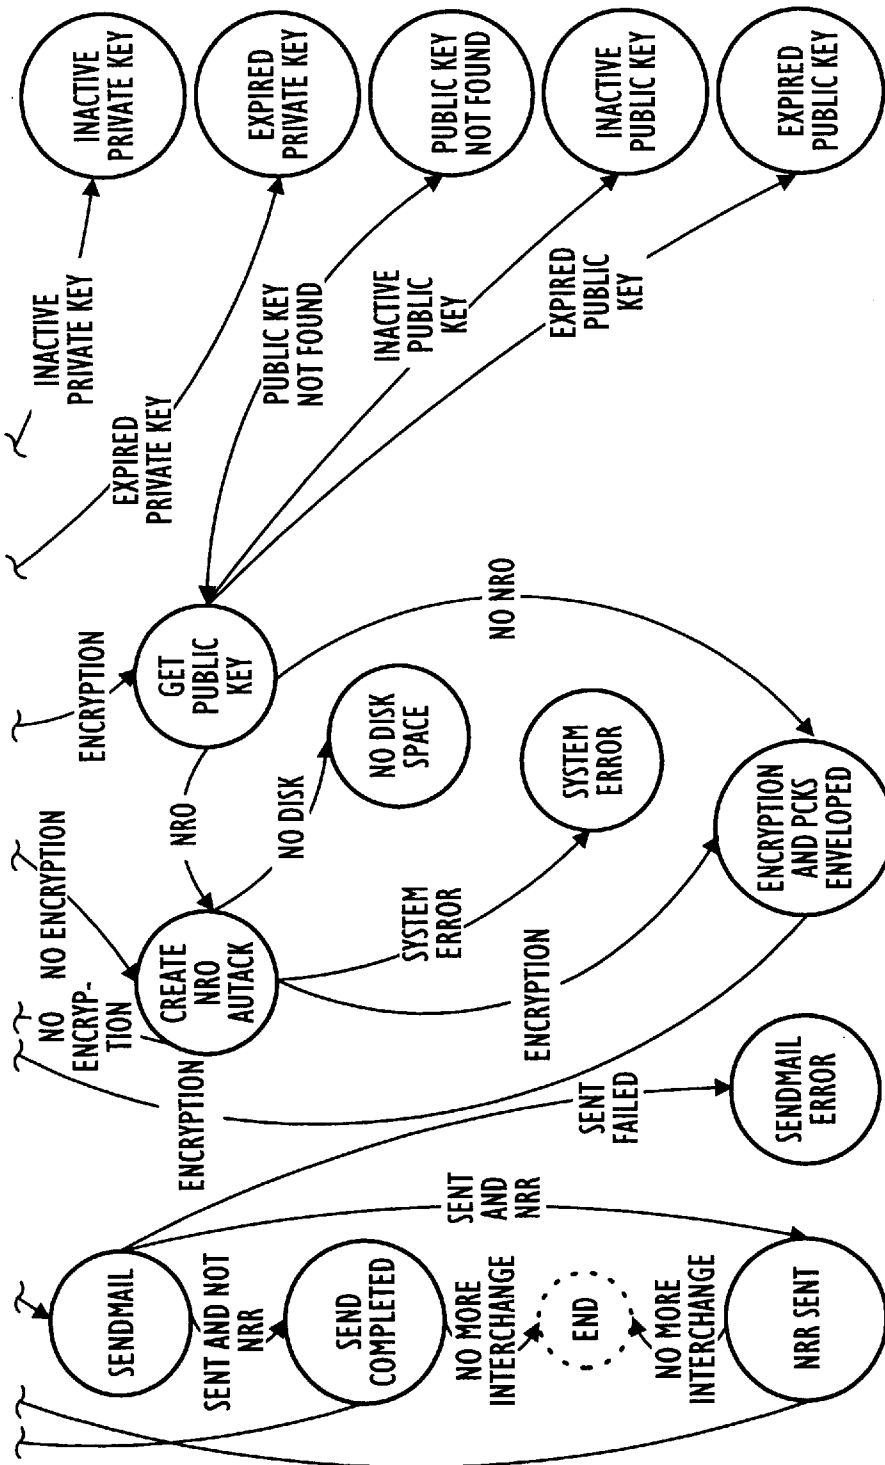 SENDMAIL
SENT AND NOT
NRR
SEND
COMPLETED
NO MORE
INTERCHANGE
END
NO MORE
INTERCHANGE
NRR SENT
SENT
AND
NRR
SENT
FAILED
SENDMAIL
ERROR
ENCRYPTION
NO
ENCRYP-
TION
NO ENCRYPTION
CREATE
NRO
AUTACK
NRO
NO DISK
NO DISK
SPACE
SYSTEM
ERROR
SYSTEM
ERROR
ENCRYPTION
ENCRYPTION
AND PCKS
ENVELOPED
ENCRYPTION
GET
PUBLIC
KEY
NO NRO
INACTIVE
PRIVATE KEY
EXPIRED
PRIVATE KEY
PUBLIC KEY
NOT FOUND
INACTIVE
PUBLIC
KEY
EXPIRED
PUBLIC
KEY
INACTIVE
PRIVATE KEY
EXPIRED
PRIVATE KEY
PUBLIC KEY
NOT FOUND
INACTIVE
PUBLIC KEY
EXPIRED
PUBLIC KEY